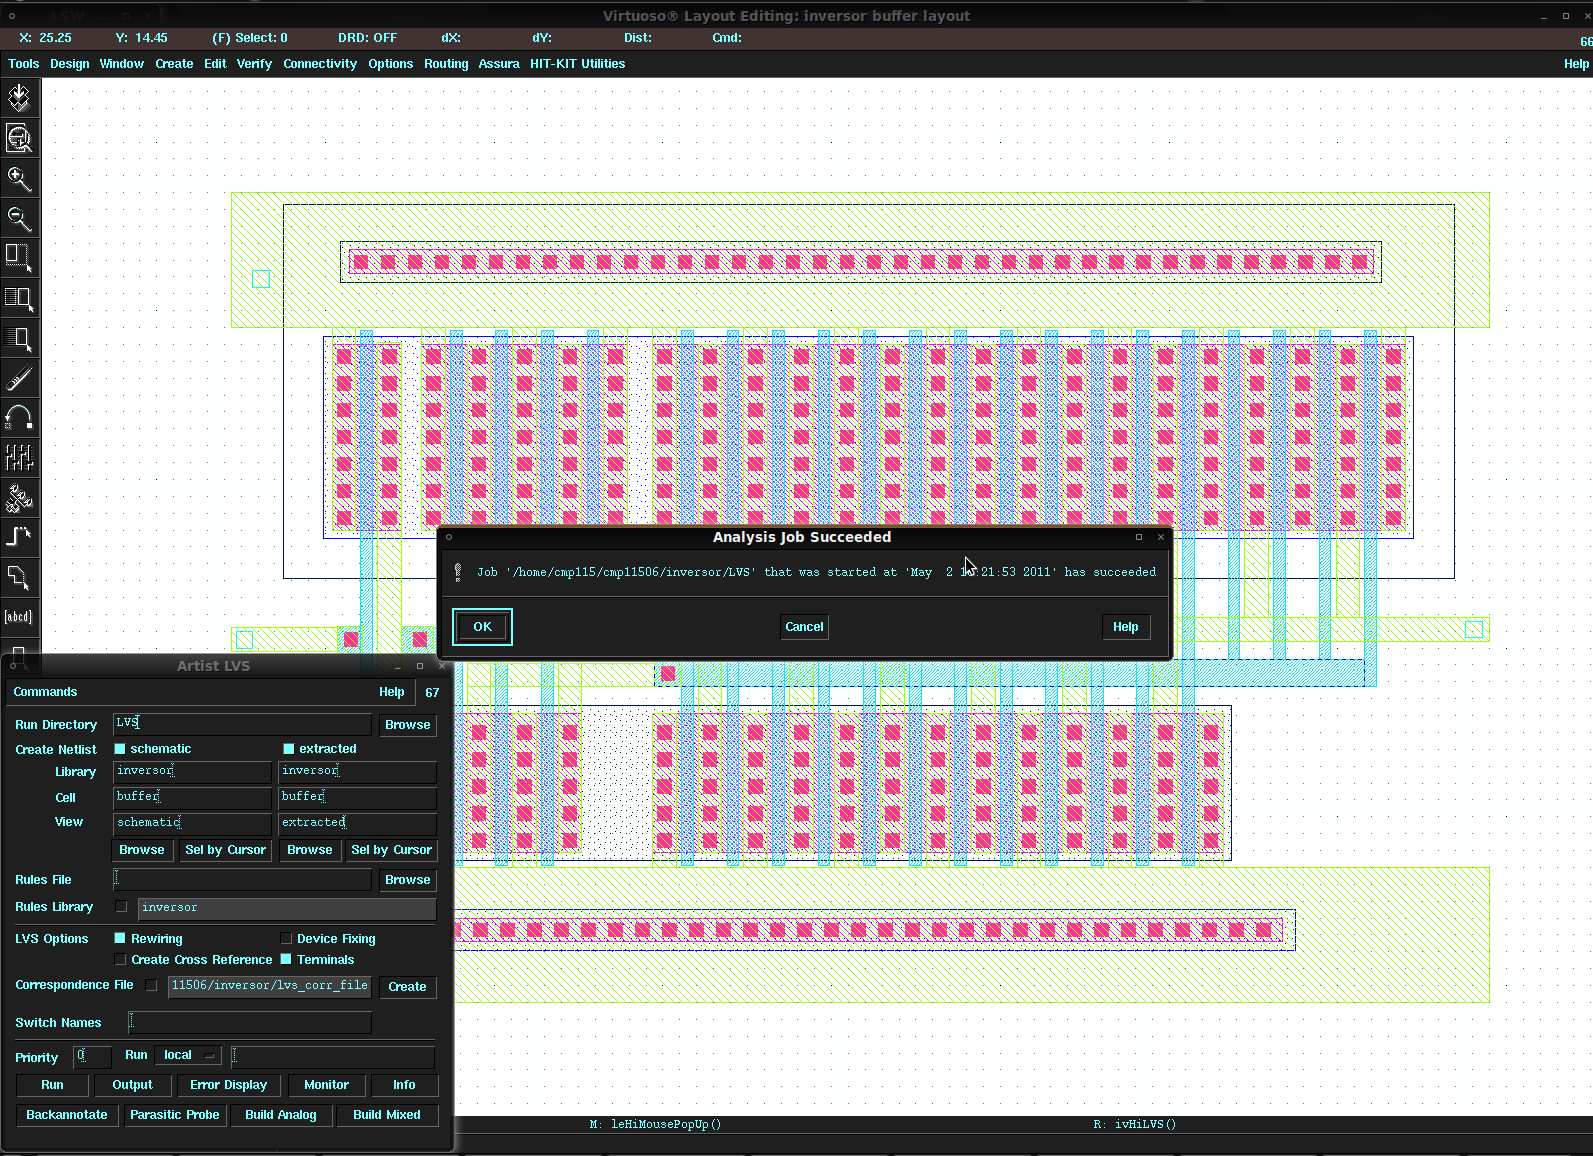 LSW
Virtuoso® Layout Editing: inversor buffer layout
X: 25.25 Y: 14.45 (F) Select: 0 DRD: OFF dX: dY: Dist: Cmd:
66
Tools Design Window Create Edit Verify Connectivity Options Routing Assura HIT-KIT Utilities Help
[abcd]
Analysis Job Succeeded
Job '/home/cmp115/cmp11506/inversor/LVS' that was started at 'May 2 :21:53 2011' has succeeded
OK Cancel Help
Artist LVS
Commands Help 67
Run Directory LVS Browse
Create Netlist schematic extracted
Library inversor inversor
Cell buffer buffer
View schematic extracted
Browse Sel by Cursor Browse Sel by Cursor
Rules File Browse
Rules Library inversor
LVS Options Rewiring Device Fixing
Create Cross Reference Terminals
Correspondence File 11506/inversor/lvs_corr_file Create
Switch Names
Priority 0 Run local
Run Output Error Display Monitor Info
Backannotate Parasitic Probe Build Analog Build Mixed
M: leHiMousePopUp() R: ivHiLVS()